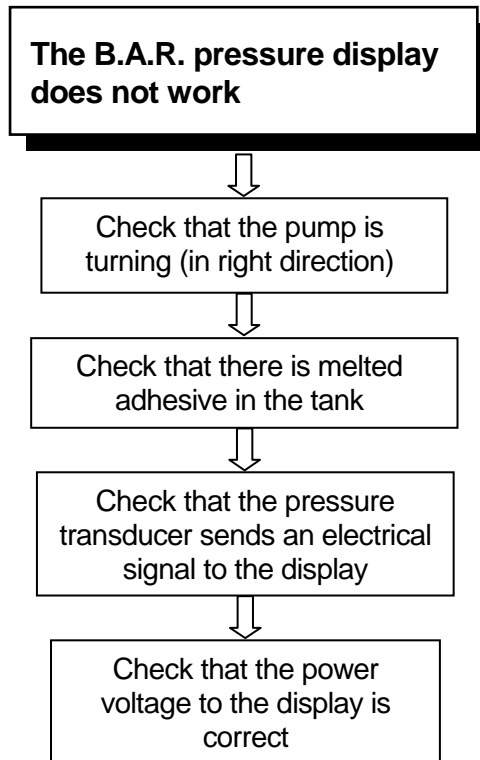 The B.A.R. pressure display
does not work
Check that the pump is
turning (in right direction)
Check that there is melted
adhesive in the tank
Check that the pressure
transducer sends an electrical
signal to the display
Check that the power
voltage to the display is
correct